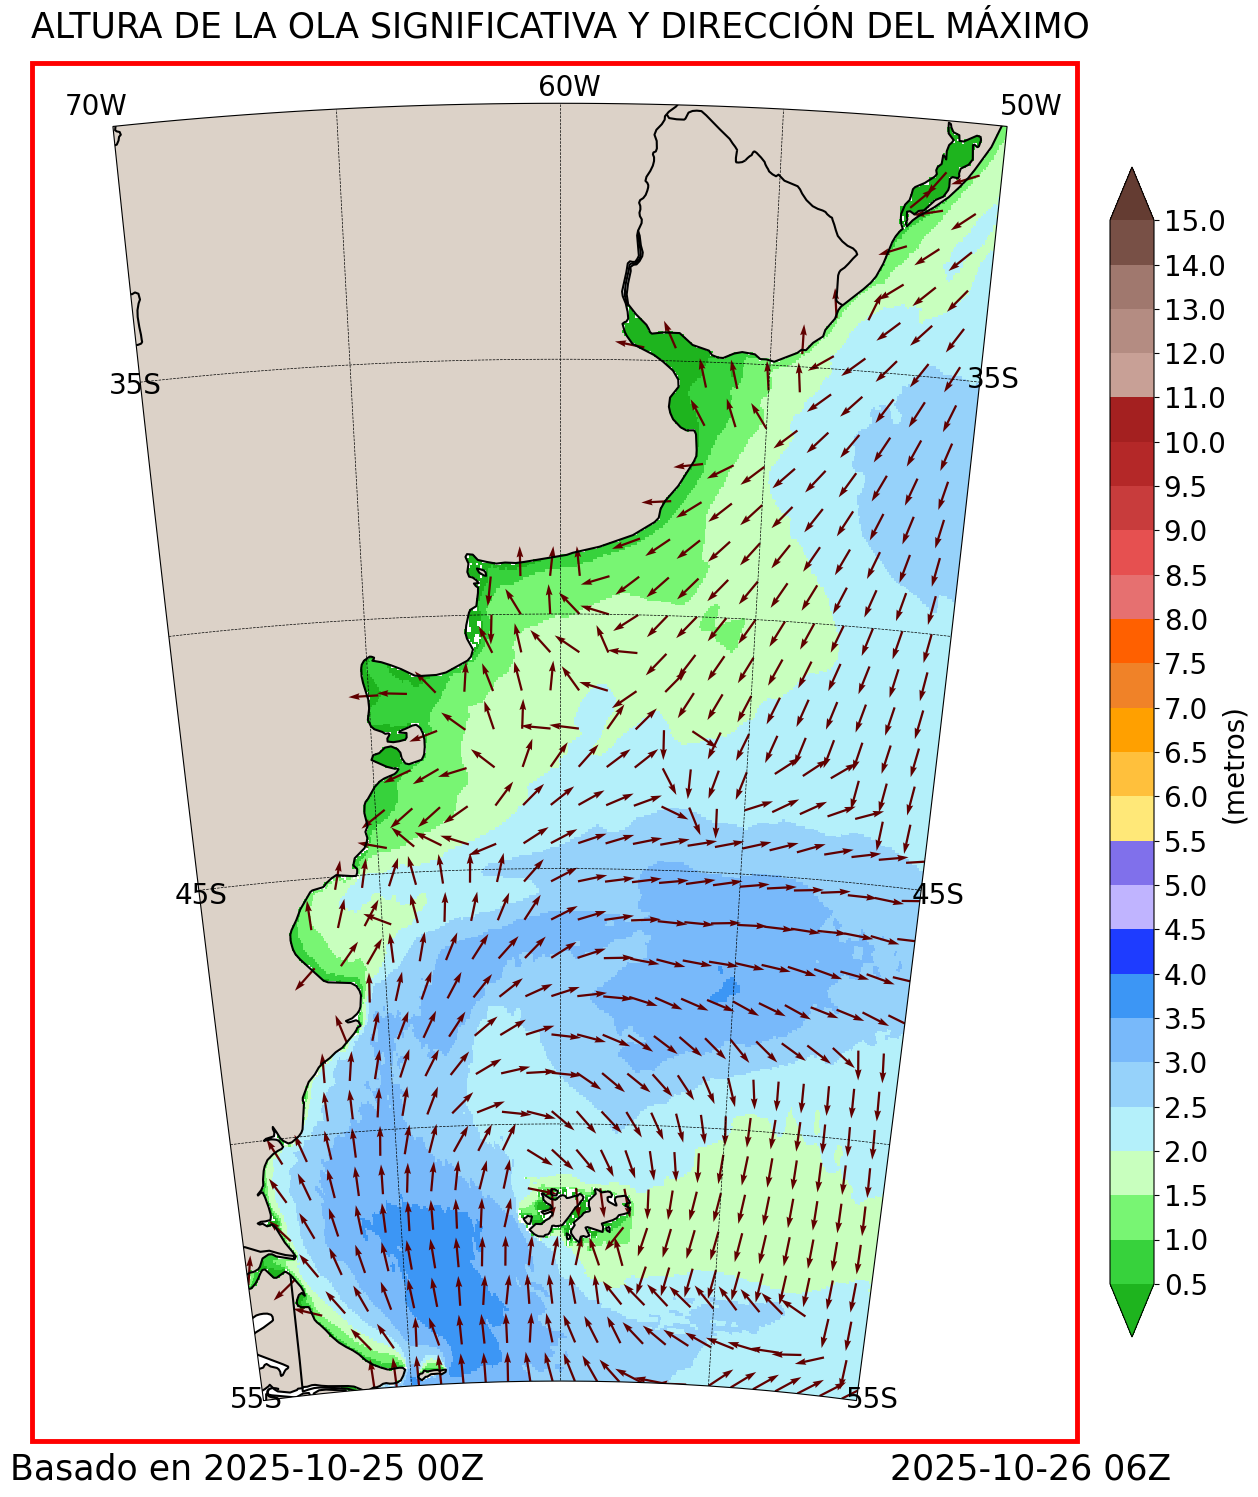 ALTURA DE LA OLA SIGNIFICATIVA Y DIRECCIÓN DEL MÁXIMO
70W
60W
50W
35S
35S
45S
45S
55S
55S
15.0
14.0
13.0
12.0
11.0
10.0
9.5
9.0
8.5
8.0
7.5
7.0
6.5
6.0
5.5
5.0
4.5
4.0
3.5
3.0
2.5
2.0
1.5
1.0
0.5
(metros)
Basado en 2025-10-25 00Z
2025-10-26 06Z